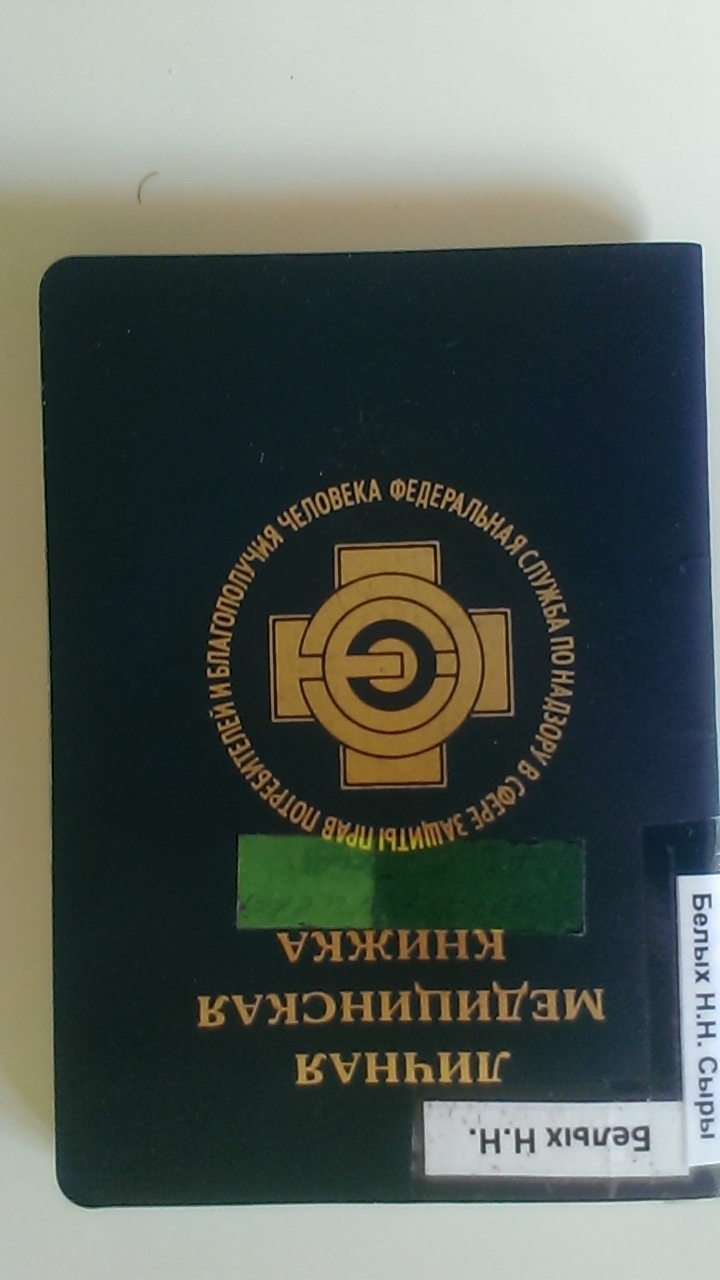 Белых Н.Н.
Белых Н.Н. Сыры
ЛИЧНАЯ
МЕДИЦИНСКАЯ
КНИЖКА
ФЕДЕРАЛЬНАЯ СЛУЖБА ПО НАДЗОРУ В СФЕРЕ ЗАЩИТЫ ПРАВ ПОТРЕБИТЕЛЕЙ И БЛАГОПОЛУЧИЯ ЧЕЛОВЕКА